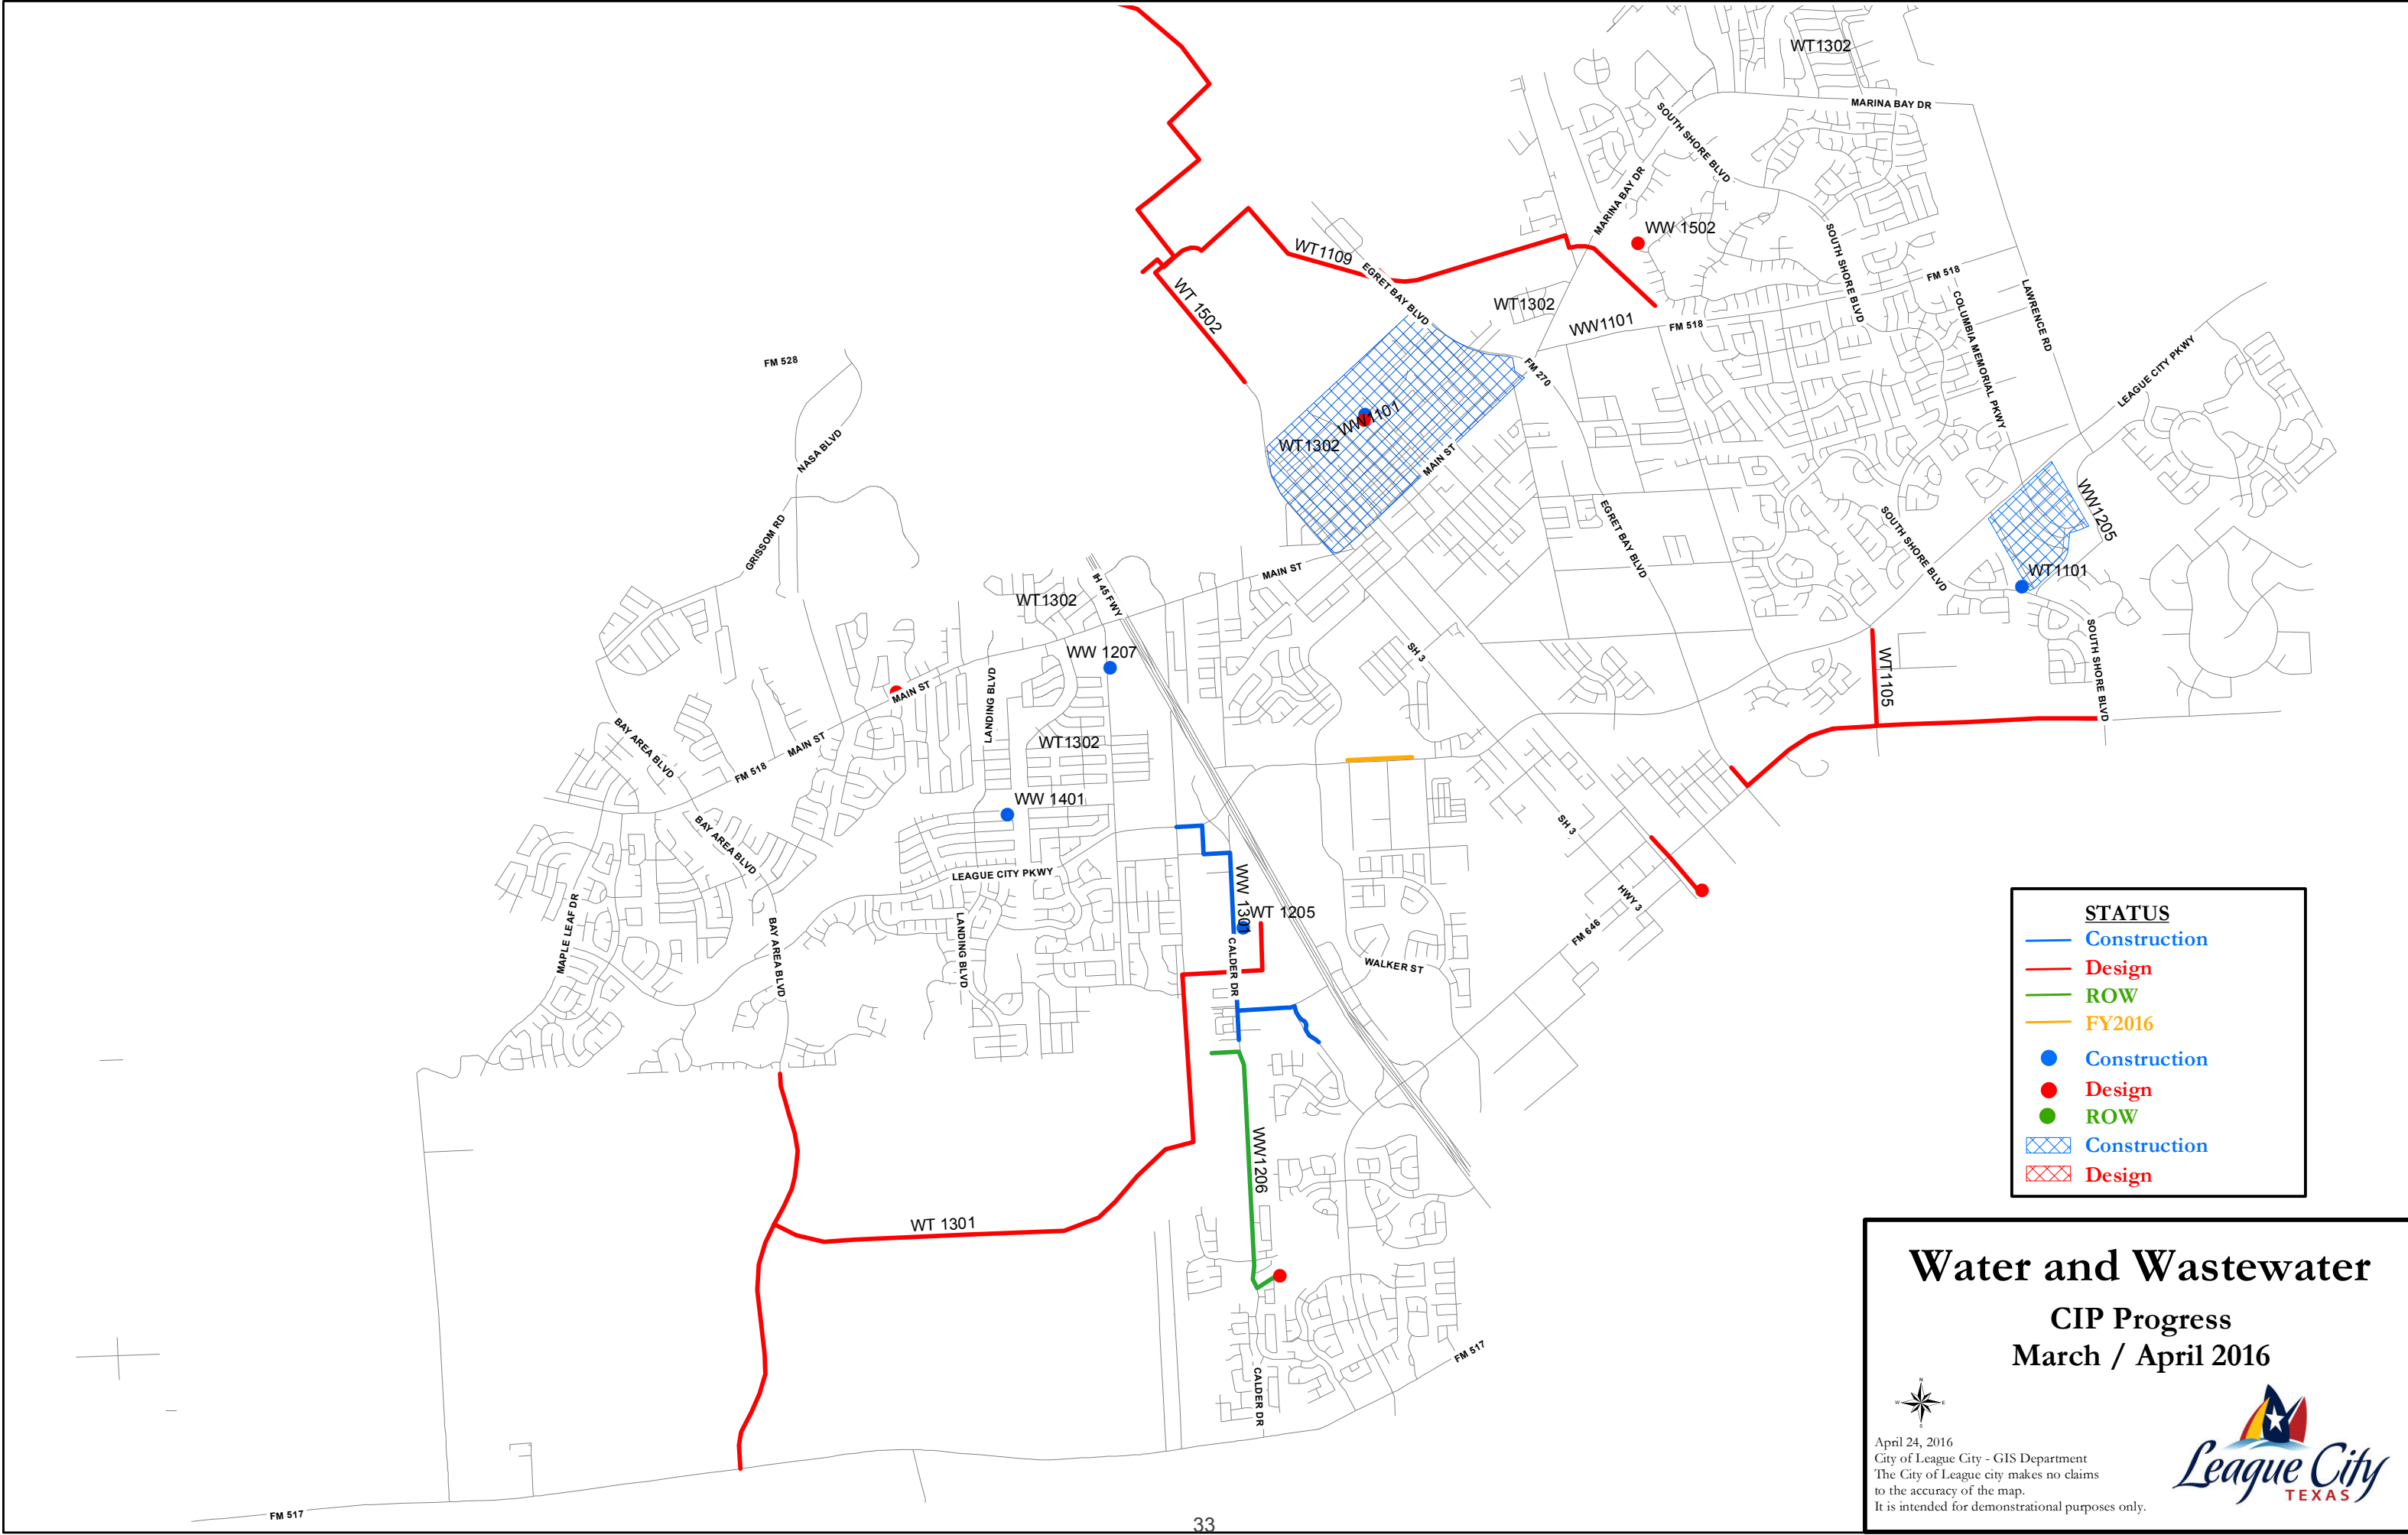 WT1302
MARINA BAY DR
SOUTH SHORE BLVD
MARINA BAY DR
WW 1502
SOUTH SHORE BLVD
WT1109
EGRET BAY BLVD
FM 518
LAWRENCE RD
COLUMBIA MEMORIAL PKWY
WT 1502
WT1302
WW1101
FM 518
FM 528
FM 270
LEAGUE CITY PKWY
NASA BLVD
WW1101
WT1302
MAIN ST
GRISSOM RD
EGRET BAY BLVD
SOUTH SHORE BLVD
WW1205
WT1101
MAIN ST
IH 45 FWY
WT1302
WW 1207
SH 3
SOUTH SHORE BLVD
WT1105
LANDING BLVD
MAIN ST
BAY AREA BLVD
MAIN ST
FM 518
WT1302
WW 1401
BAY AREA BLVD
SH 3
LEAGUE CITY PKWY
WW 1301
WT 1205
HWY 3
FM 646
MAPLE LEAF DR
BAY AREA BLVD
LANDING BLVD
CALDER DR
WALKER ST
WW1206
WT 1301
FM 517
CALDER DR
FM 517
STATUS
Construction
Design
ROW
FY2016
Construction
Design
ROW
Construction
Design
Water and Wastewater
CIP Progress
March / April 2016
N
W
E
S
April 24, 2016
City of League City - GIS Department
The City of League city makes no claims
to the accuracy of the map.
It is intended for demonstrational purposes only.
League City
TEXAS
33